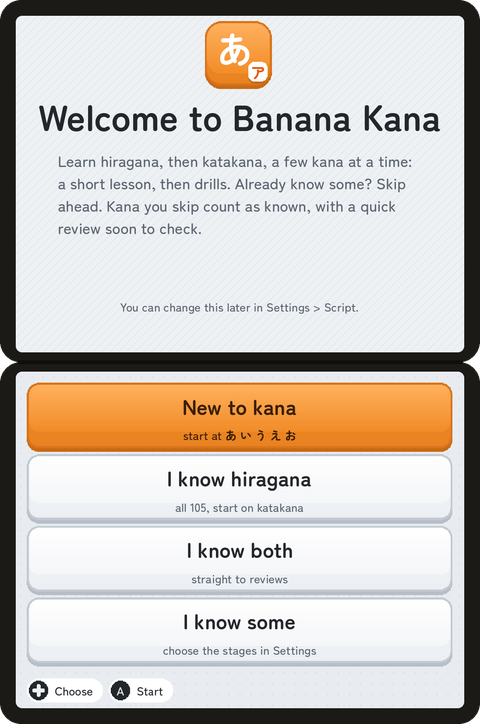 あ
ア
Welcome to Banana Kana
Learn hiragana, then katakana, a few kana at a time:
a short lesson, then drills. Already know some? Skip
ahead. Kana you skip count as known, with a quick
review soon to check.
You can change this later in Settings > Script.
New to kana
start at あ い う え お
I know hiragana
all 105, start on katakana
I know both
straight to reviews
I know some
choose the stages in Settings
Choose
A Start